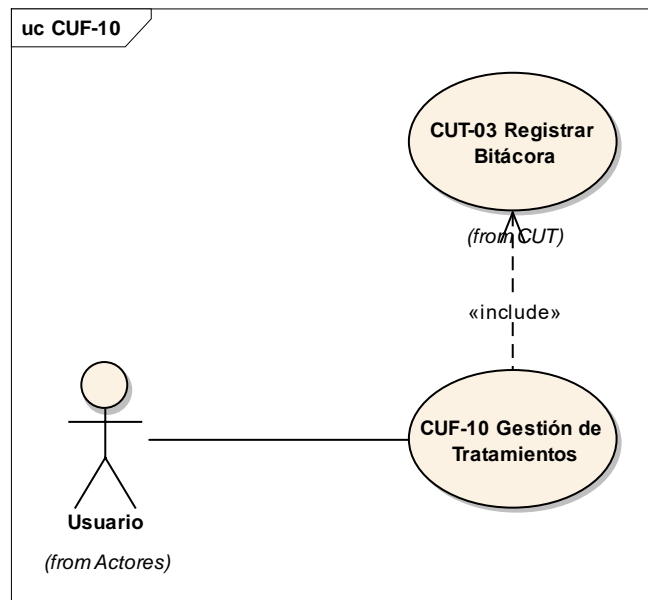 uc CUF-10
CUT-03 Registrar
Bitácora
(from CUT)
«include»
CUF-10 Gestión de
Tratamientos
Usuario
(from Actores)